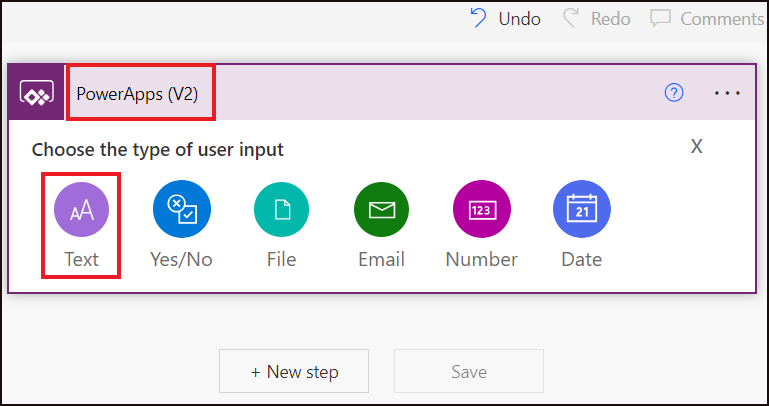 Undo Redo Comments
PowerApps (V2) ? ...
Choose the type of user input X
AA 123 21
Text Yes/No File Email Number Date
+ New step Save